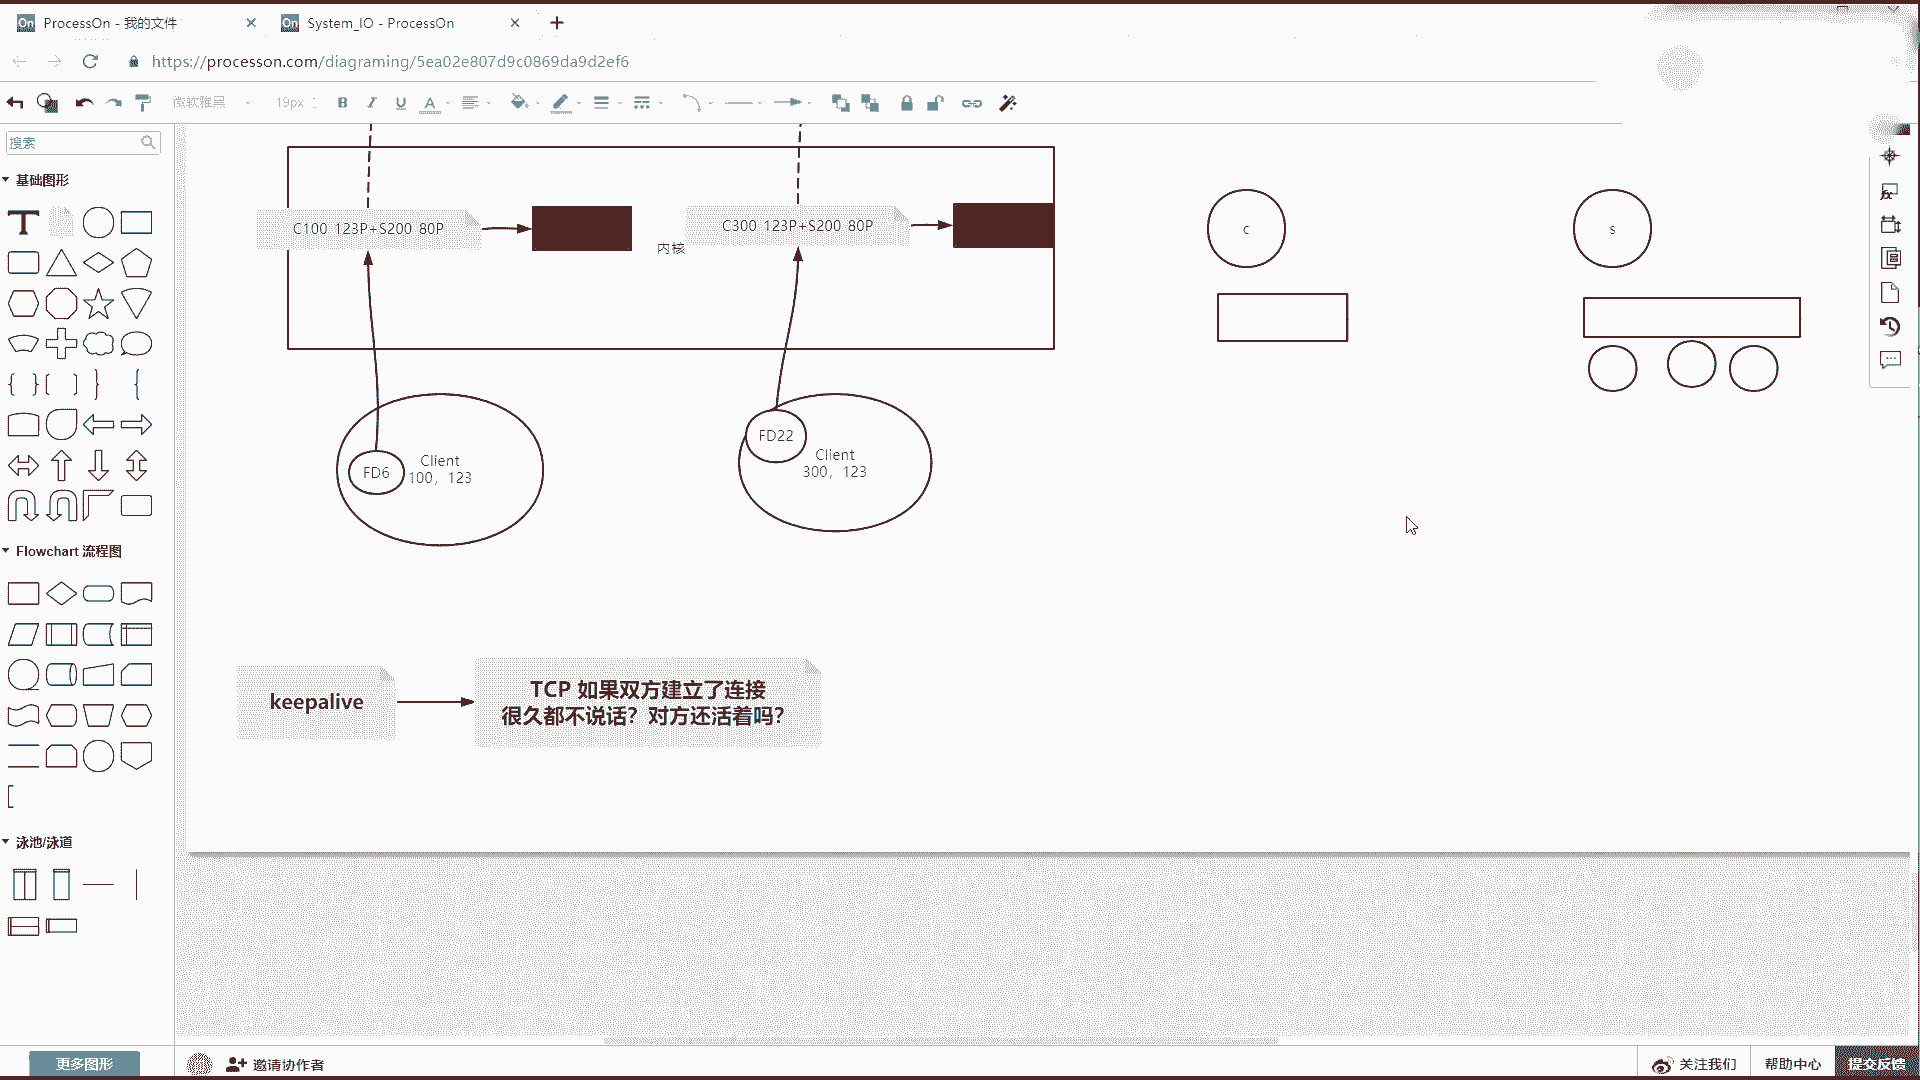 ProcessOn - 我的文件
System_IO - ProcessOn
https://processon.com/diagraming/5ea02e807d9c0869da9d2ef6
微软雅黑
19px
搜索
基础图形
Flowchart 流程图
泳池/泳道
更多图形
C100 123P+S200 80P
内核
C300 123P+S200 80P
FD6
Client
100，123
FD22
Client
300，123
C
S
keepalive
TCP 如果双方建立了连接
很久都不说话？对方还活着吗？
邀请协作者
关注我们
帮助中心
提交反馈